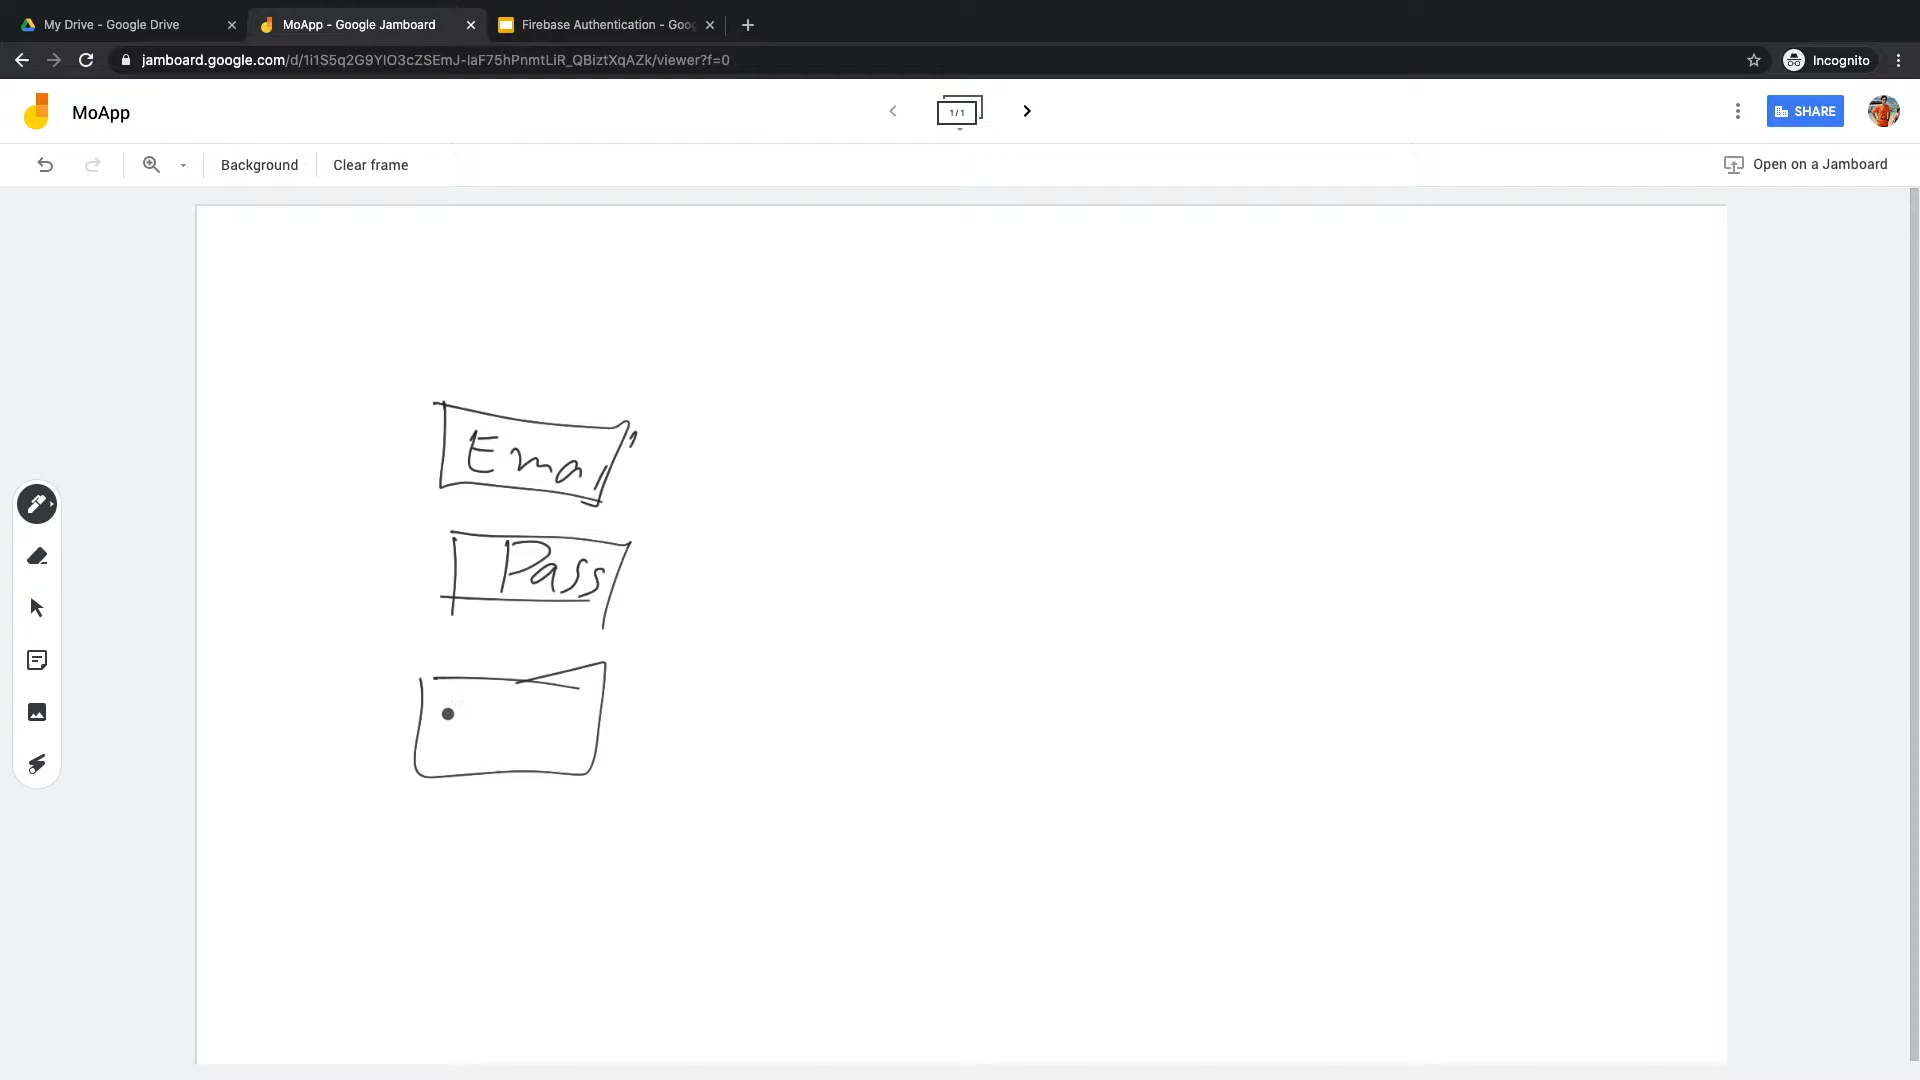 My Drive - Google Drive
MoApp - Google Jamboard
Firebase Authentication - Goog
jamboard.google.com/d/1i1S5q2G9YIO3cZSEmJ-laF75hPnmtLiR_QBiztXqAZk/viewer?f=0
Incognito
MoApp
1/1
SHARE
Background
Clear frame
Open on a Jamboard
Email
Pass